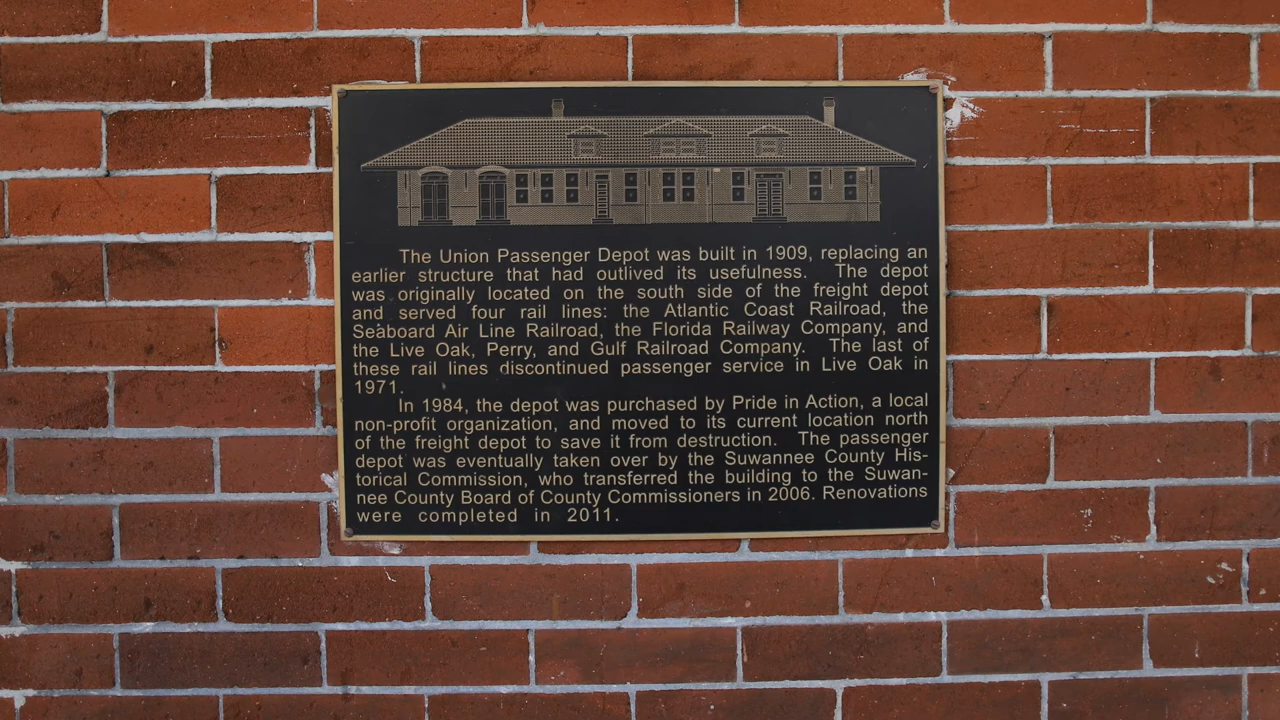 The Union Passenger Depot was built in 1909, replacing an
earlier structure that had outlived its usefulness. The depot
was originally located on the south side of the freight depot
and served four rail lines: the Atlantic Coast Railroad, the
Seaboard Air Line Railroad, the Florida Railway Company, and
the Live Oak, Perry, and Gulf Railroad Company. The last of
these rail lines discontinued passenger service in Live Oak in
1971.
In 1984, the depot was purchased by Pride in Action, a local
non-profit organization, and moved to its current location north
of the freight depot to save it from destruction. The passenger
depot was eventually taken over by the Suwannee County His-
torical Commission, who transferred the building to the Suwan-
nee County Board of County Commissioners in 2006. Renovations
were completed in 2011.